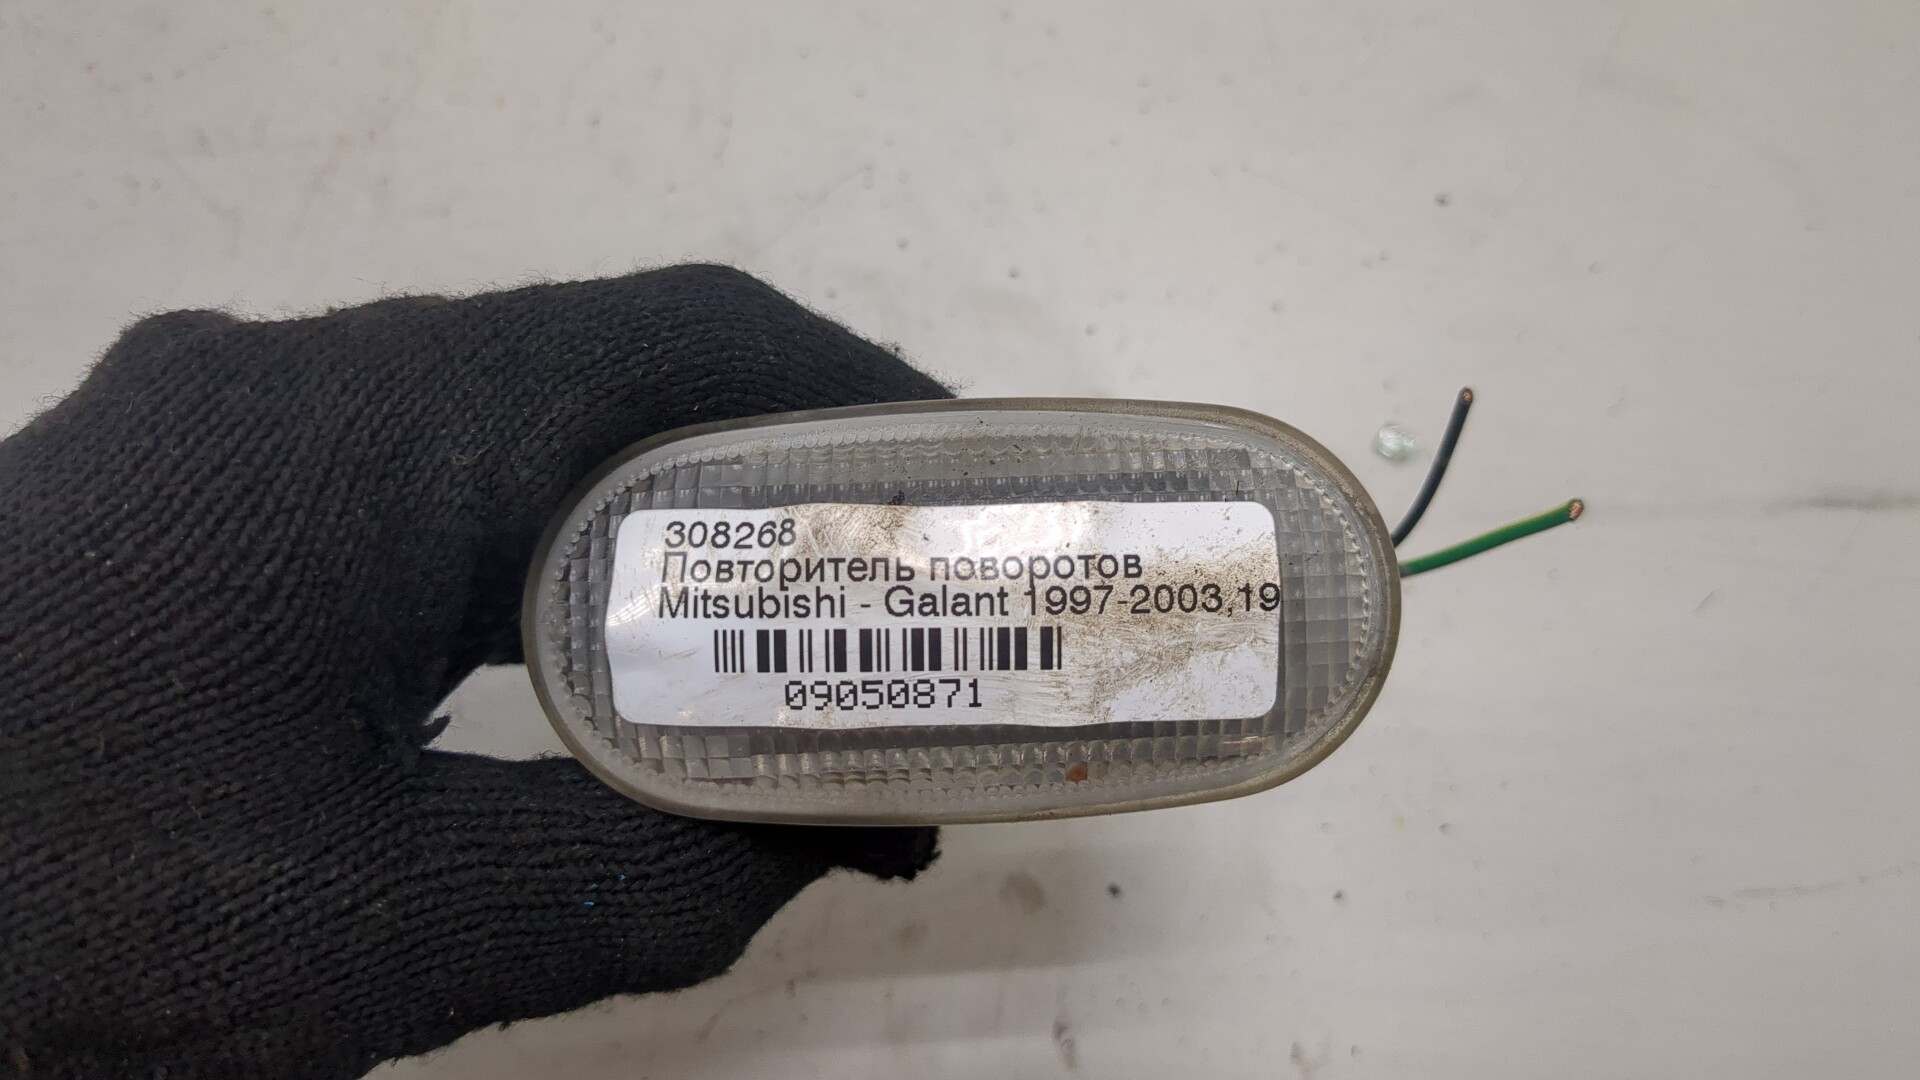 308268
Повторитель поворотов
Mitsubishi - Galant 1997-2003,19
09050871